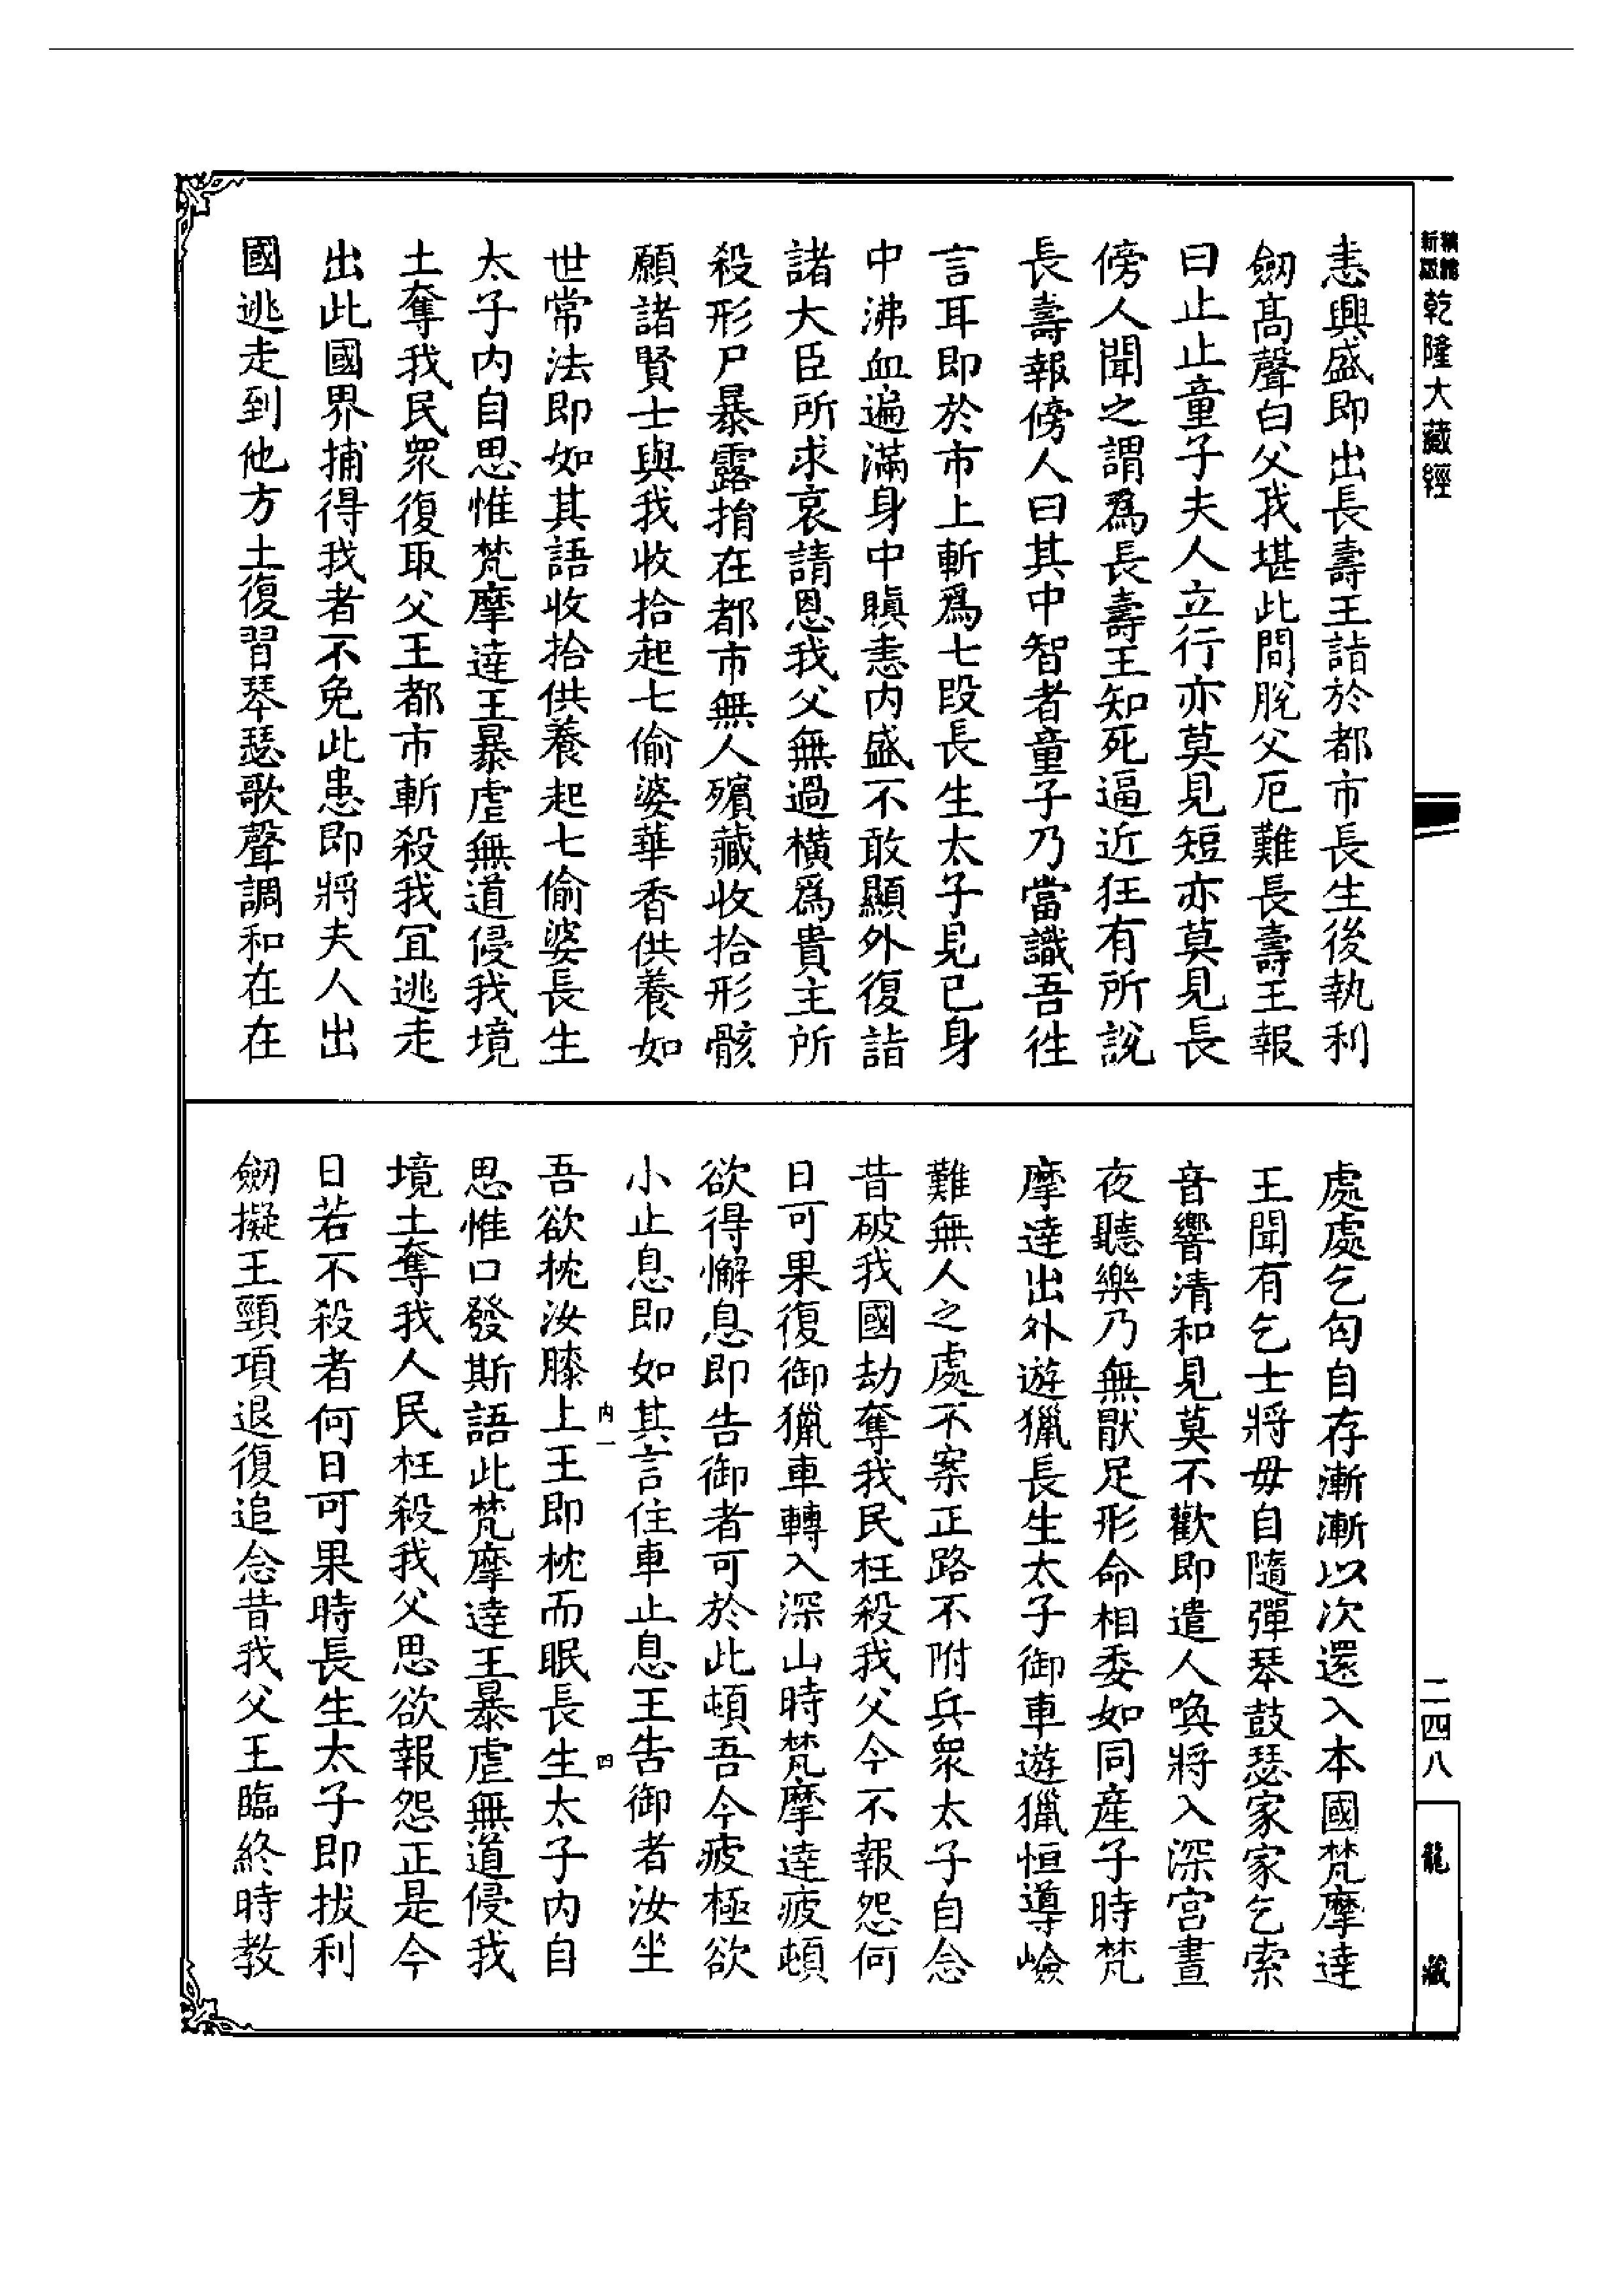 新版
乾隆大藏經
恚興盛即出長壽王詣於都市長生後執利
劒高聲白父我堪此間脫父厄難長壽王報
曰止止童子夫人立行亦莫見短亦莫見長
傍人聞之謂爲長壽王知死逼近狂有所說
長壽報傍人曰其中智者童子乃當識吾往
言耳即於市上斬爲七段長生太子見已身
中沸血遍滿身中瞋恚內盛不敢顯外復詣
諸大臣所求哀請恩我父無過橫爲貴主所
殺形尸暴露捐在都市無人殯藏收拾形骸
願諸賢士與我收拾起七偷婆華香供養如
世常法即如其語收拾供養起七偷婆長生
太子內自思惟梵摩達王暴虐無道侵我境
土奪我民衆復取父王都市斬殺我宜逃走
出此國界捕得我者不免此患即將夫人出
國逃走到他方土復習琴瑟歌聲調和在在
處處乞匃自存漸漸以次還入本國梵摩達
王聞有乞士將毋自隨彈琴鼓瑟家家乞索
音響清和見莫不歡即遣人喚將入深宮晝
夜聽樂乃無猒足形命相委如同產子時梵
摩達出外遊獵長生太子御車遊獵恒導嶮
難無人之處不案正路不附兵衆太子自念
昔破我國劫奪我民枉殺我父今不報怨何
日可果復御獵車轉入深山時梵摩達疲頓
欲得懈息即告御者可於此頓吾今疲極欲
小止息即如其言住車止息王告御者汝坐
內一
四
吾欲枕汝膝上王即枕而眠長生太子內自
思惟口發斯語此梵摩達王暴虐無道侵我
境土奪我人民枉殺我父思欲報怨正是今
日若不殺者何日可果時長生太子即拔利
劒擬王頸項退復追念昔我父王臨終時教
二四八
龍藏